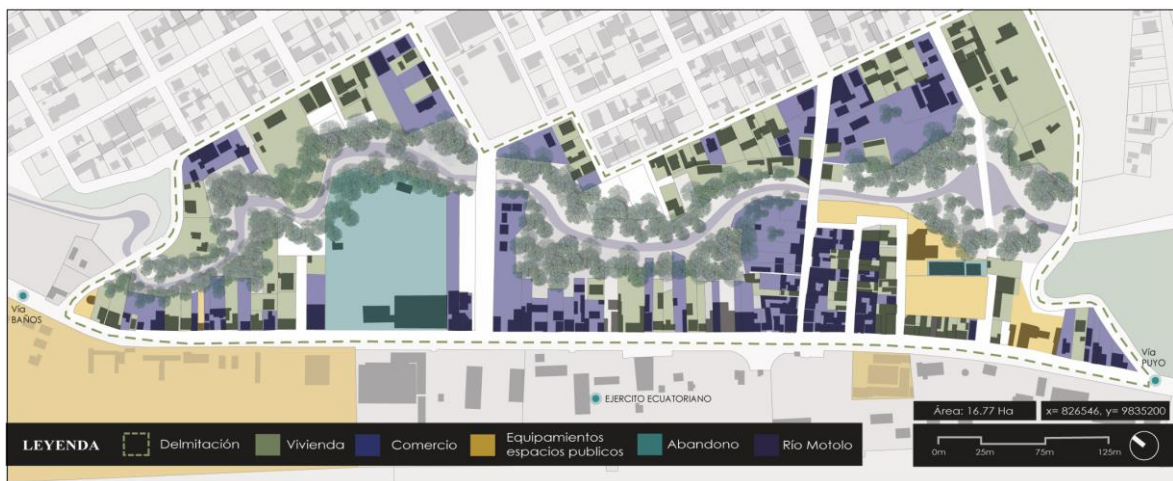 Vía
BAÑOS
Vía
PUYO
EJERCITO ECUATORIANO
Área: 16.77 Ha
x= 826546, y= 9835200
LEYENDA
Delmitación
Vivienda
Comercio
Equipamientos
espacios publicos
Abandono
Río Motolo
0m 25m 75m 125m